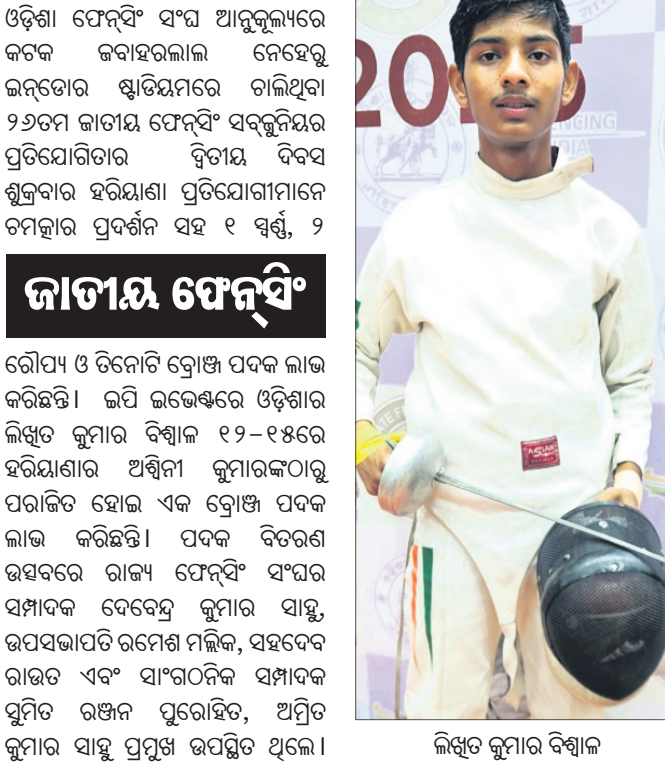 ଓଡ଼ିଶା ଫେନ୍‌ସିଂ ସଂଘ ଆନୁକୂଲ୍ୟରେ
କଟକ ଜବାହରଲାଲ ନେହେରୁ
ଇନ୍‌ଡୋର ଷ୍ଟାଡିୟମରେ ଚାଲିଥିବା
୨୬ତମ ଜାତୀୟ ଫେନ୍‌ସିଂ ସବ୍‌ଜୁନିୟର
ପ୍ରତିଯୋଗିତାର ଦ୍ବିତୀୟ ଦିବସ
ଶୁକ୍ରବାର ହରିୟାଣା ପ୍ରତିଯୋଗୀମାନେ
ଚମତ୍କାର ପ୍ରଦର୍ଶନ ସହ ୧ ସ୍ବର୍ଣ୍ଣ, ୨
ଜାତୀୟ ଫେନ୍‌ସିଂ
ରୌପ୍ୟ ଓ ତିନୋଟି ବ୍ରୋଞ୍ଜ ପଦକ ଲାଭ
କରିଛନ୍ତି। ଇପି ଇଭେଣ୍ଟରେ ଓଡ଼ିଶାର
ଲିଖିତ କୁମାର ବିଶ୍ବାଳ ୧୨-୧୫ରେ
ହରିୟାଣାର ଅଶ୍ବିନୀ କୁମାରଙ୍କଠାରୁ
ପରାଜିତ ହୋଇ ଏକ ବ୍ରୋଞ୍ଜ ପଦକ
ଲାଭ କରିଛନ୍ତି। ପଦକ ବିତରଣ
ଉତ୍ସବରେ ରାଜ୍ୟ ଫେନ୍‌ସିଂ ସଂଘର
ସମ୍ପାଦକ ଦେବେନ୍ଦ୍ର କୁମାର ସାହୁ,
ଉପସଭାପତି ରମେଶ ମଲ୍ଲିକ, ସହଦେବ
ରାଉତ ଏବଂ ସାଂଗଠନିକ ସମ୍ପାଦକ
ସୁମିତ ରଞ୍ଜନ ପୁରୋହିତ, ଅମ୍ରିତ
କୁମାର ସାହୁ ପ୍ରମୁଖ ଉପସ୍ଥିତ ଥିଲେ।
ENCING
ଲିଖିତ କୁମାର ବିଶ୍ବାଳ